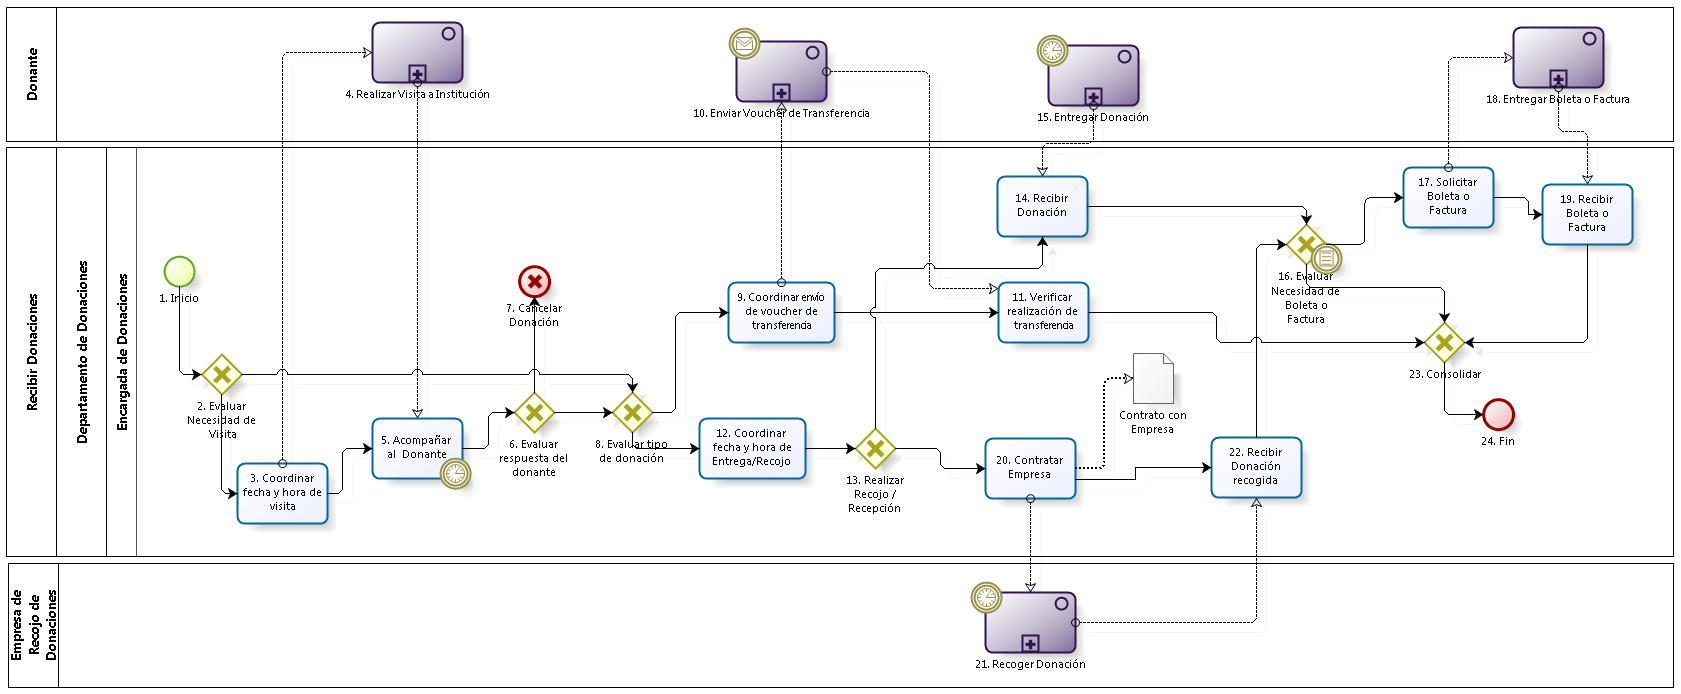 Donante
4. Realizar Visita a Institución
10. Enviar Voucher de Transferencia
15. Entregar Donación
18. Entregar Boleta o Factura
Recibir Donaciones
Departamento de Donaciones
Encargada de Donaciones
1. Inicio
2. Evaluar
Necesidad de
Visita
3. Coordinar
fecha y hora de
visita
5. Acompañar
al Donante
6. Evaluar
respuesta del
donante
7. Cancelar
Donación
8. Evaluar tipo
de donación
9. Coordinar envío
de voucher de
transferencia
11. Verificar
realización de
transferencia
12. Coordinar
fecha y hora de
Entrega/Recojo
13. Realizar
Recojo /
Recepción
14. Recibir
Donación
16. Evaluar
Necesidad de
Boleta o
Factura
17. Solicitar
Boleta o
Factura
19. Recibir
Boleta o
Factura
20. Contratar
Empresa
Contrato con
Empresa
22. Recibir
Donación
recogida
23. Consolidar
24. Fin
Empresa de
Recojo de
Donaciones
21. Recoger Donación